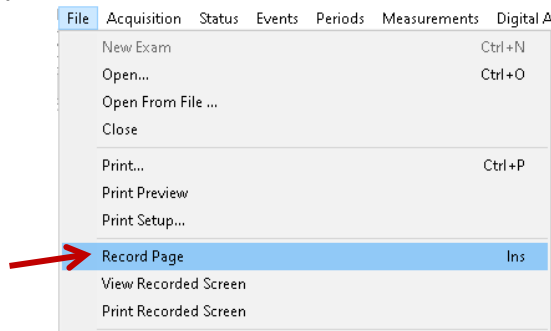 File Acquisition Status Events Periods Measurements Digital A
New Exam Ctrl+N
Open... Ctrl+O
Open From File ...
Close
Print... Ctrl+P
Print Preview
Print Setup...
Record Page Ins
View Recorded Screen
Print Recorded Screen